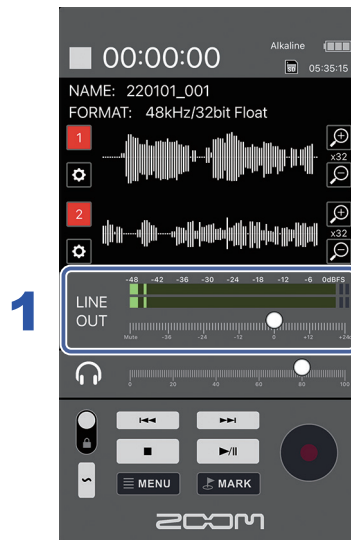 00:00:00
Alkaline
05:35:15
NAME: 220101_001
FORMAT: 48kHz/32bit Float
1
x32
2
x32
1
-48 -42 -36 -30 -24 -18 -12 -6 0dBFS
LINE
OUT
Mute -36 -24 -12 0 +12 +24
0 20 40 60 80 100
MENU
MARK
ZOOM